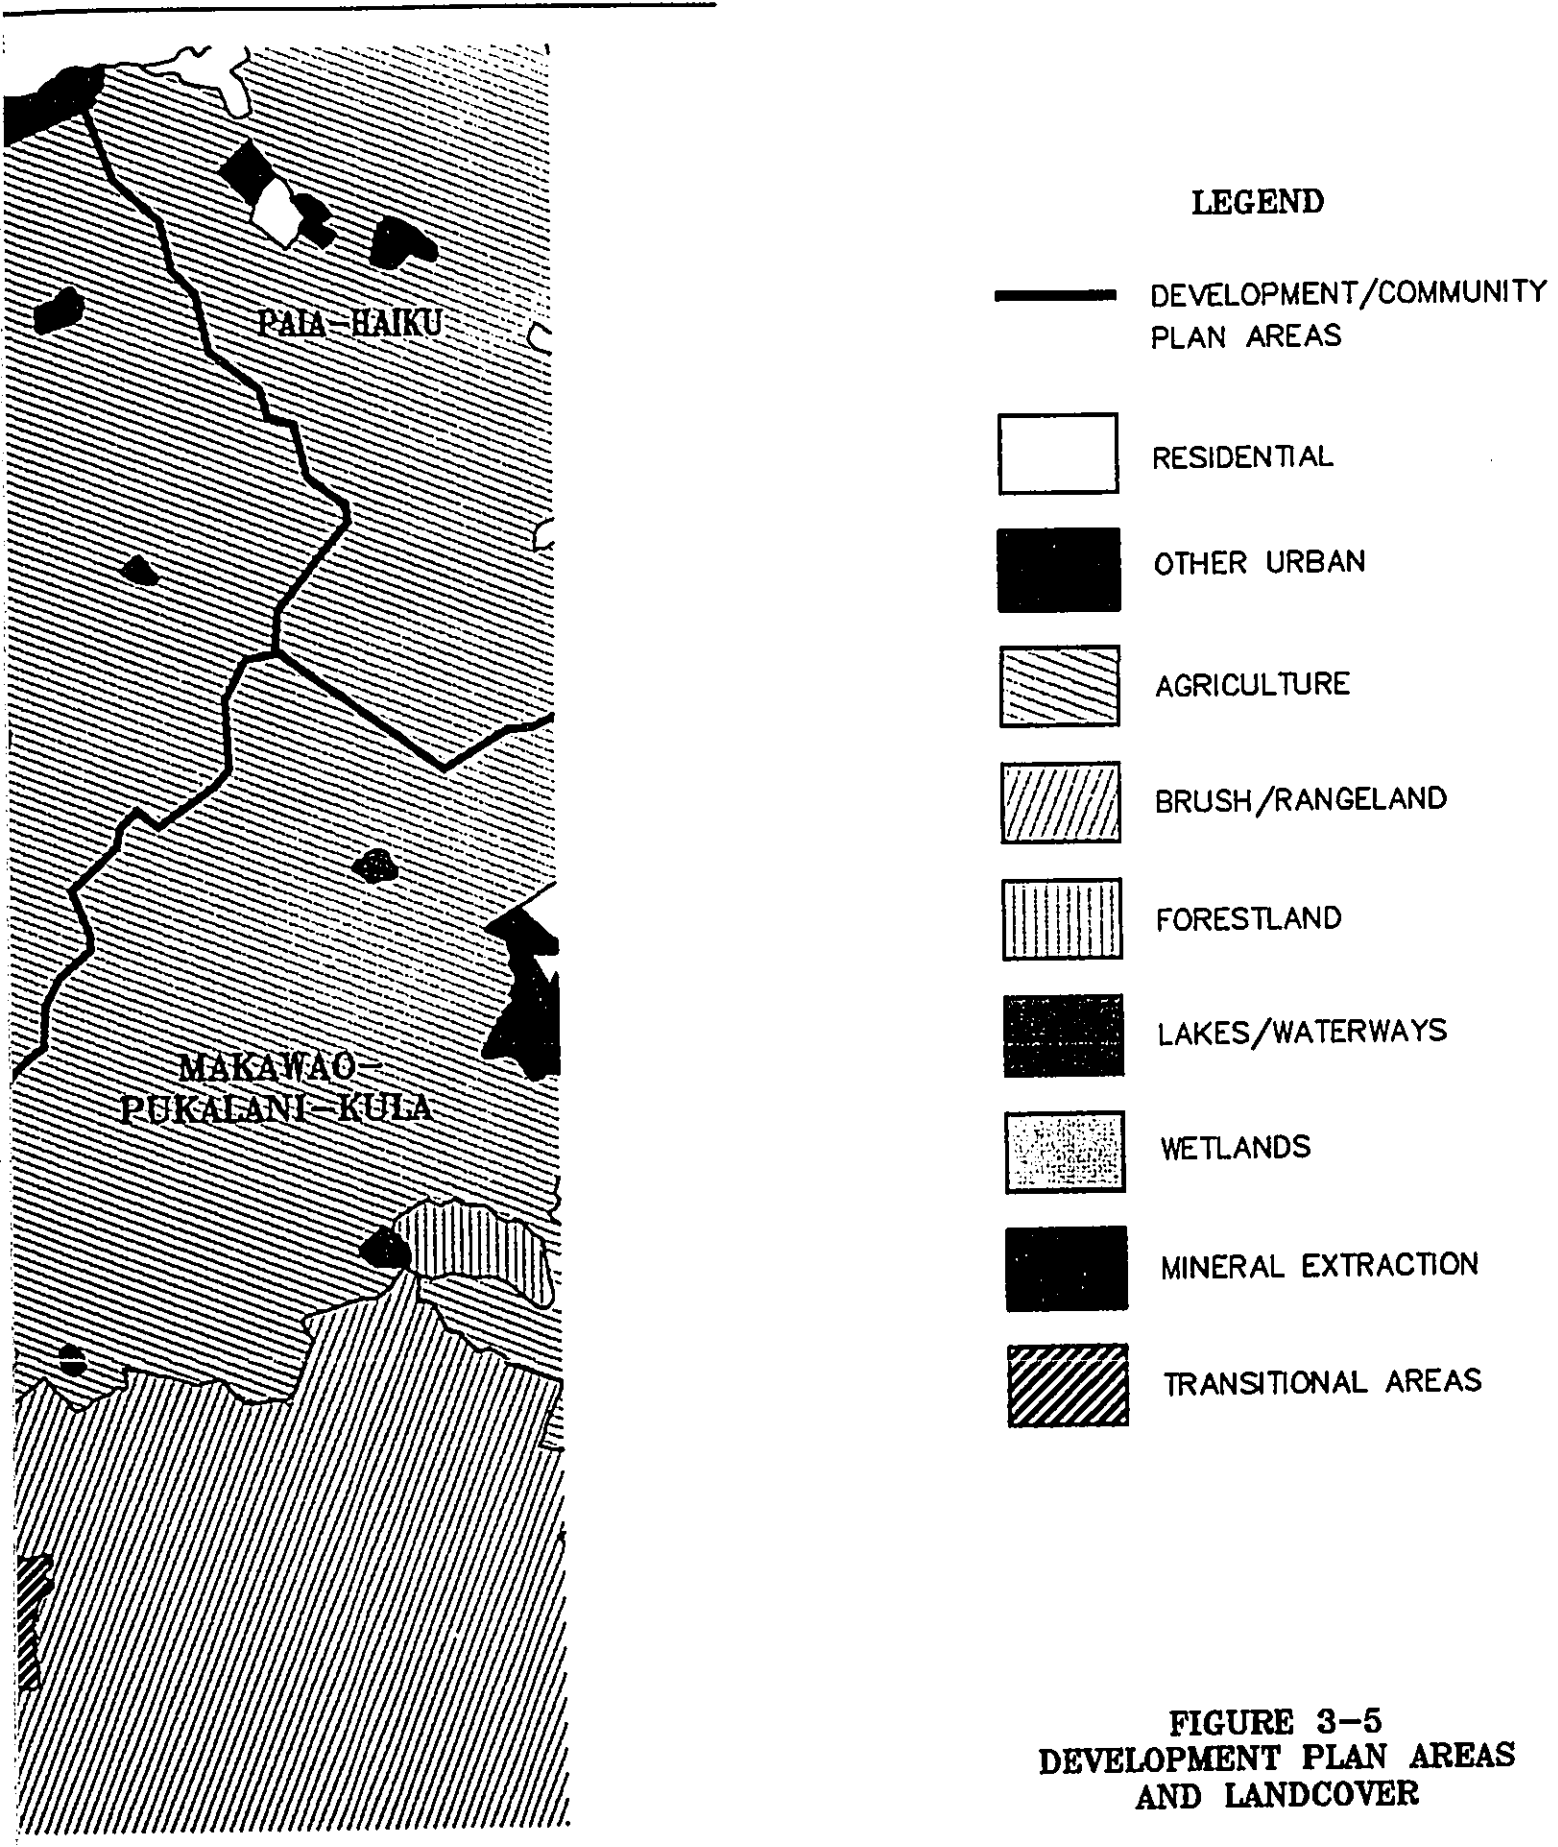 PAIA-HAIKU
MAKAWAO-
PUKALANI-KULA
LEGEND
DEVELOPMENT/COMMUNITY
PLAN AREAS
RESIDENTIAL
OTHER URBAN
AGRICULTURE
BRUSH/RANGELAND
FORESTLAND
LAKES/WATERWAYS
WETLANDS
MINERAL EXTRACTION
TRANSITIONAL AREAS
FIGURE 3-5
DEVELOPMENT PLAN AREAS
AND LANDCOVER